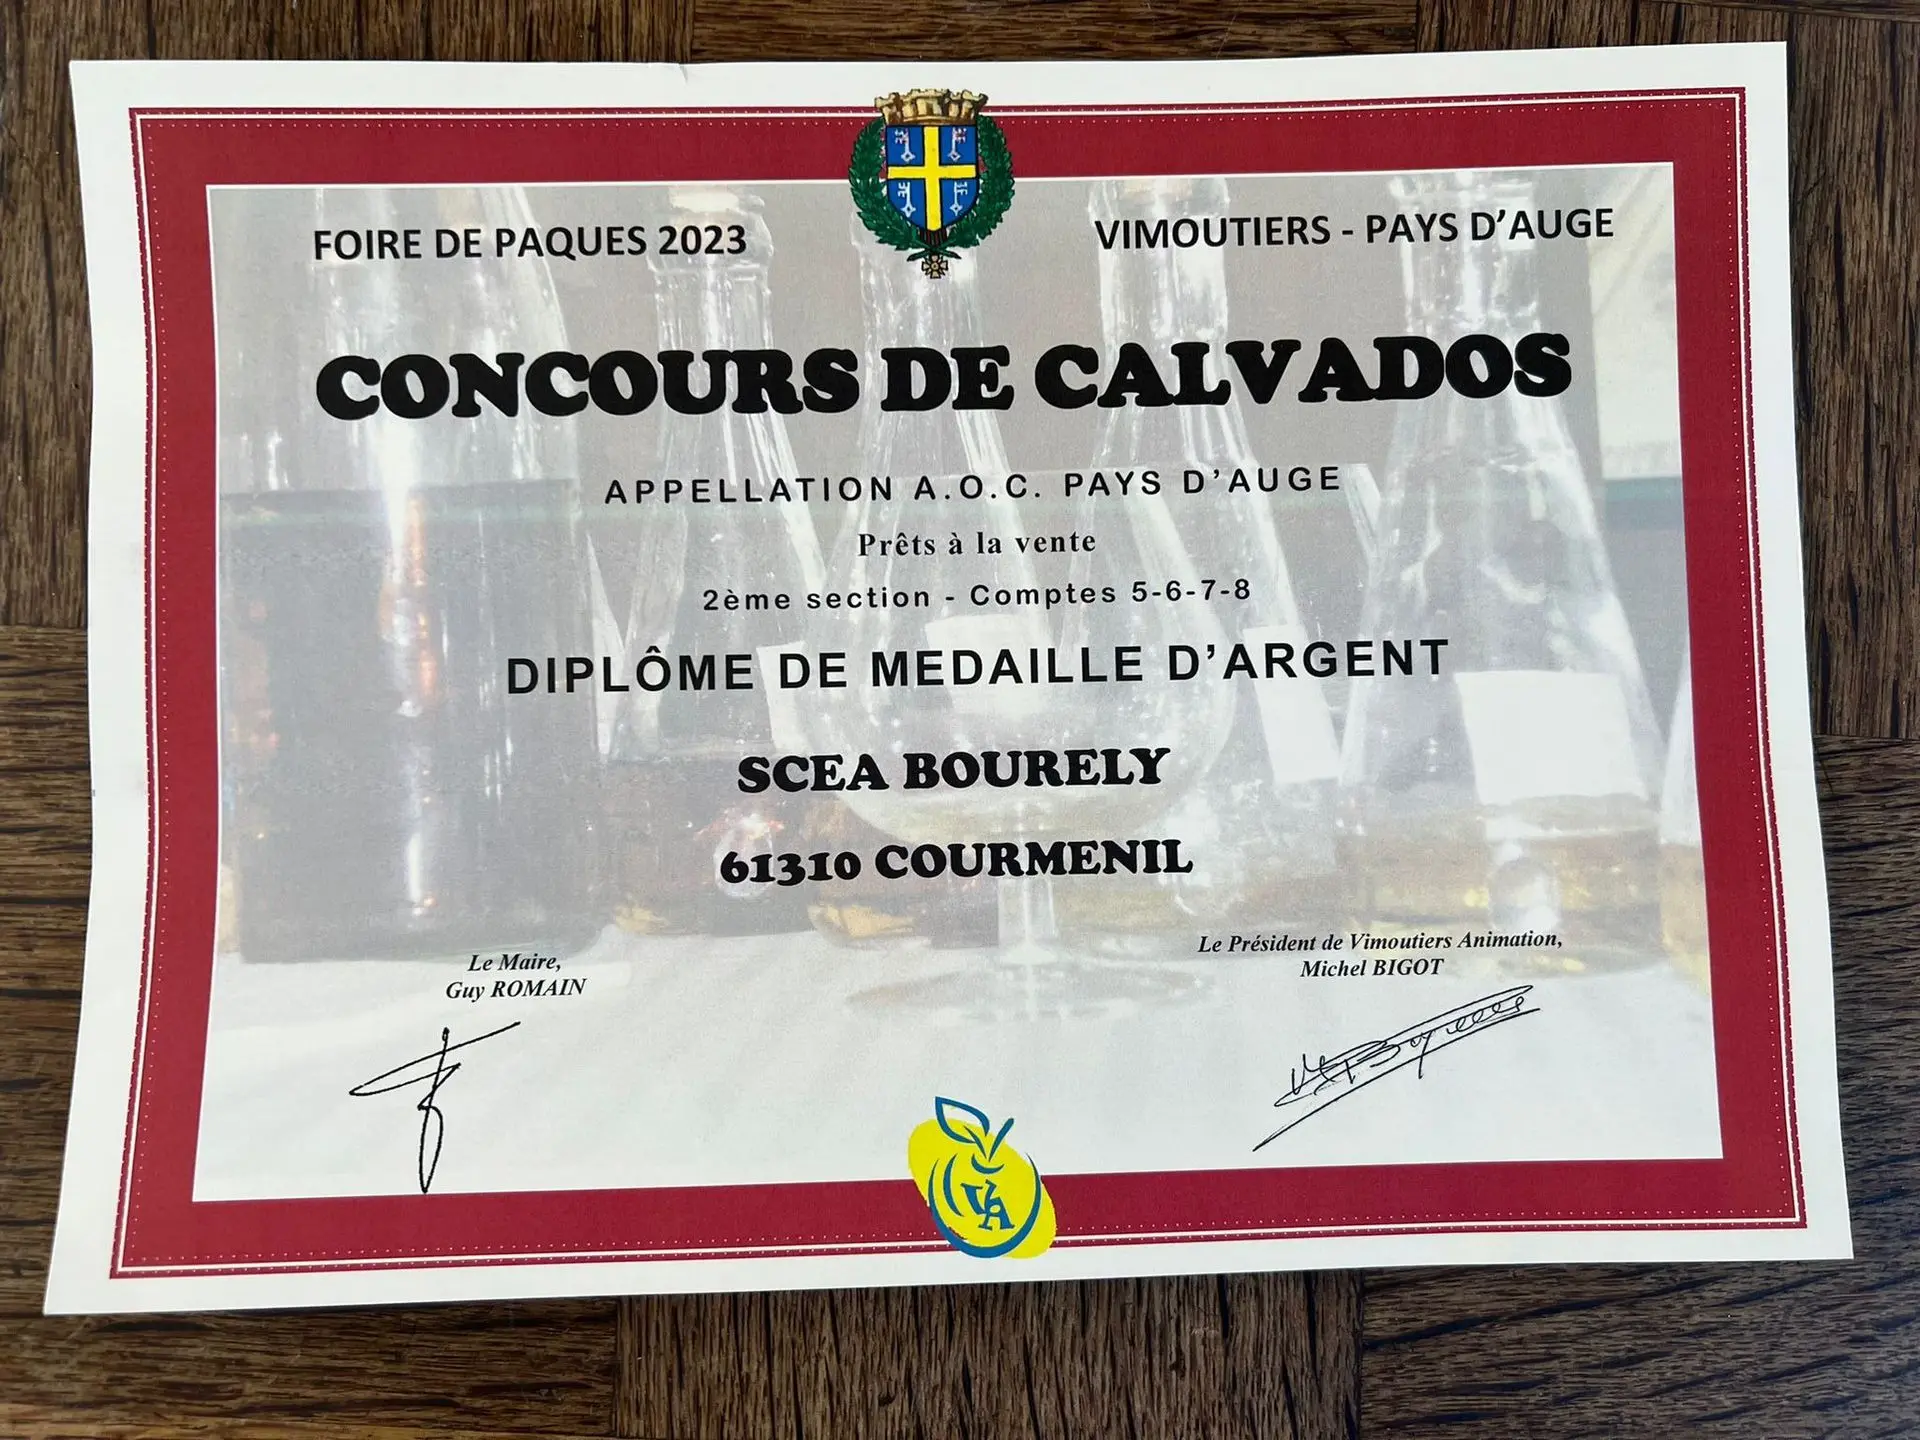 FOIRE DE PAQUES 2023
VIMOUTIERS - PAYS D’AUGE
CONCOURS DE CALVADOS
APPELLATION A.O.C. PAYS D’AUGE
Prêts à la vente
2ème section - Comptes 5-6-7-8
DIPLÔME DE MEDAILLE D’ARGENT
SCEA BOURELY
61310 COURMENIL
Le Maire,
Guy ROMAIN
Le Président de Vimoutiers Animation,
Michel BIGOT
VA